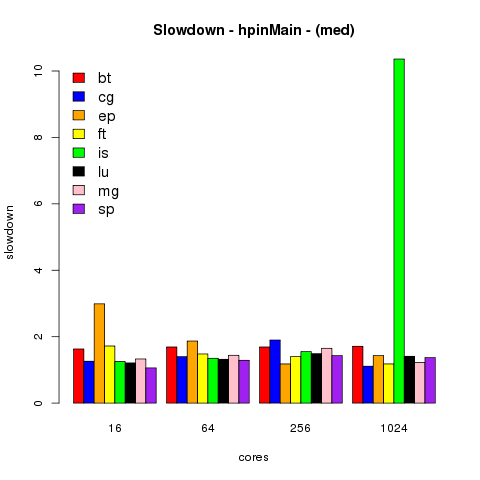 Slowdown - hpinMain - (med)
slowdown
10
8
6
4
2
0
bt
cg
ep
ft
is
lu
mg
sp
16 64 256 1024
cores